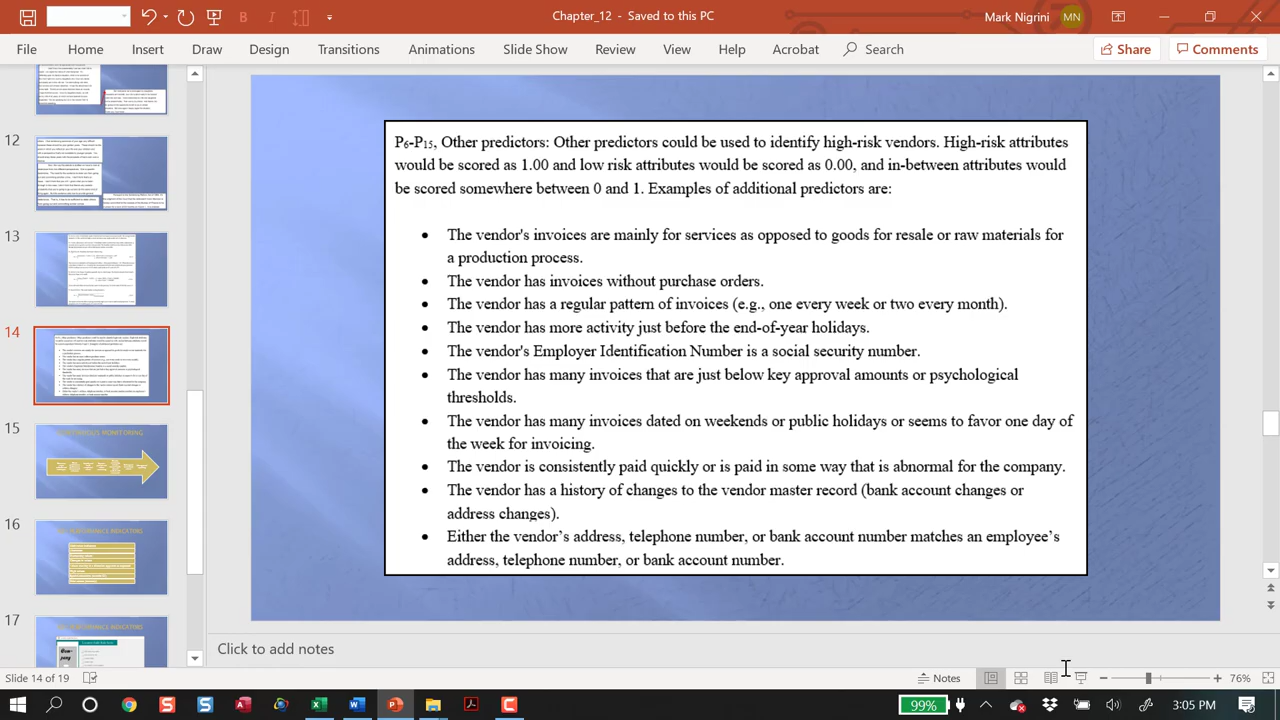 Chapter_12 - Saved to this PC
Mark Nigrini MN
File Home Insert Draw Design Transitions Animations Slide Show Review View Help Acrobat Search Share Comments
12
13
14
15
16
17
P5-P15, Other predictors: Other predictors could be used to identify high-risk vendors. High-risk attributes
would be scored as 1.00 and low risk attributes would be scored as 0.00, and in-between attributes would
be scored somewhere between 0 and 1. Examples of additional predictors are:
• The vendor's invoices are mainly for services as opposed to goods for resale or raw materials for
a production process.
The vendor has invoices without purchase orders.
The vendor has a regular pattern of invoices (e.g., one every week or two every month).
• The vendor has more activity just before the end-of-year holidays.
The vendor's Employer Identification Number is a social security number.
The vendor has many invoices that are just below the approval amounts or psychological
thresholds.
• The vendor has many invoices dated on weekends or public holidays or seems to favor one day of
the week for invoicing.
• The vendor is consistently paid quickly or is paid in some way that is abnormal for the company.
• The vendor has a history of changes to the vendor master record (bank account changes or
address changes).
Either the vendor’s address, telephone number, or bank account number matches an employee’s
address, telephone number, or bank account number.
Click to add notes
Slide 14 of 19 Notes 76%
99% 3:05 PM